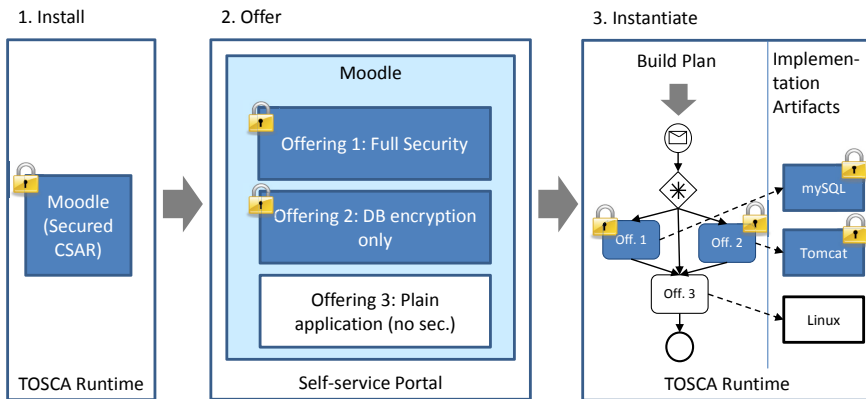 1. Install
Moodle
(Secured
CSAR)
TOSCA Runtime
2. Offer
Moodle
Offering 1: Full Security
Offering 2: DB encryption
only
Offering 3: Plain
application (no sec.)
Self-service Portal
3. Instantiate
Build Plan
Off. 1
Off. 2
Off. 3
Implemen-
tation
Artifacts
mySQL
Tomcat
Linux
TOSCA Runtime